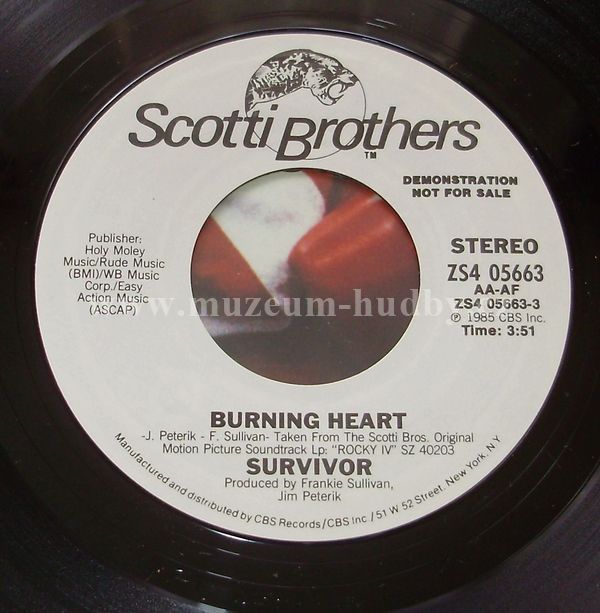 Scotti Brothers
TM
DEMONSTRATION
NOT FOR SALE
Publisher:
Holy Moley
Music/Rude Music
(BMI)/WB Music
Corp./Easy
Action Music
(ASCAP)
STEREO
ZS4 05663
AA-AF
ZS4 05663-3
℗ 1985 CBS Inc.
Time: 3:51
www.muzeum-hudby.
BURNING HEART
-J. Peterik - F. Sullivan- Taken From The Scotti Bros. Original
Motion Picture Soundtrack Lp: "ROCKY IV" SZ 40203
SURVIVOR
Produced by Frankie Sullivan,
Jim Peterik
Manufactured and distributed by CBS Records/CBS Inc / 51 W 52 Street, New York, N.Y.